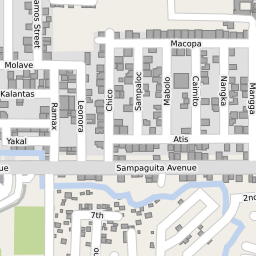 amos Street
Macopa
Molave
Kalantas
Ramax
Leonora
Chico
Sampaloc
Mabolo
Caimito
Nangka
Mangga
Yakal
Atis
ue
Sampaguita Avenue
7th
2nd